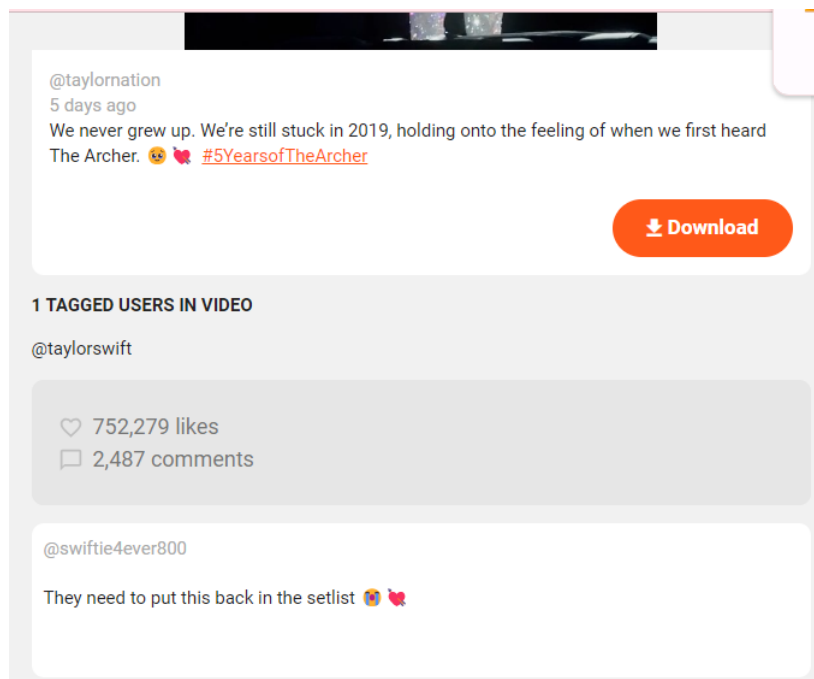 @taylornation
5 days ago
We never grew up. We're still stuck in 2019, holding onto the feeling of when we first heard
The Archer. 🥹 💘 #5YearsofTheArcher
Download
1 TAGGED USERS IN VIDEO
@taylorswift
752,279 likes
2,487 comments
@swiftie4ever800
They need to put this back in the setlist 😭 💘